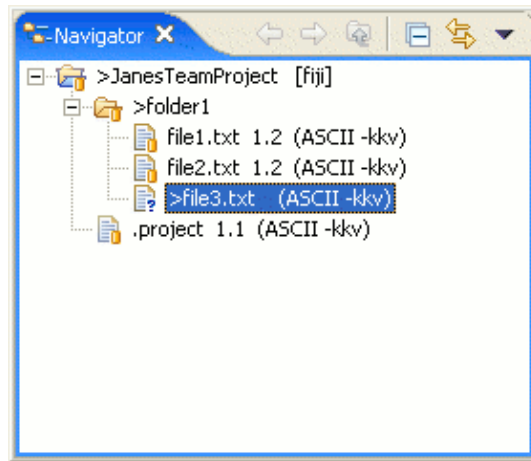 Navigator
>JanesTeamProject [fiji]
>folder1
file1.txt 1.2 (ASCII -kkv)
file2.txt 1.2 (ASCII -kkv)
>file3.txt (ASCII -kkv)
.project 1.1 (ASCII -kkv)